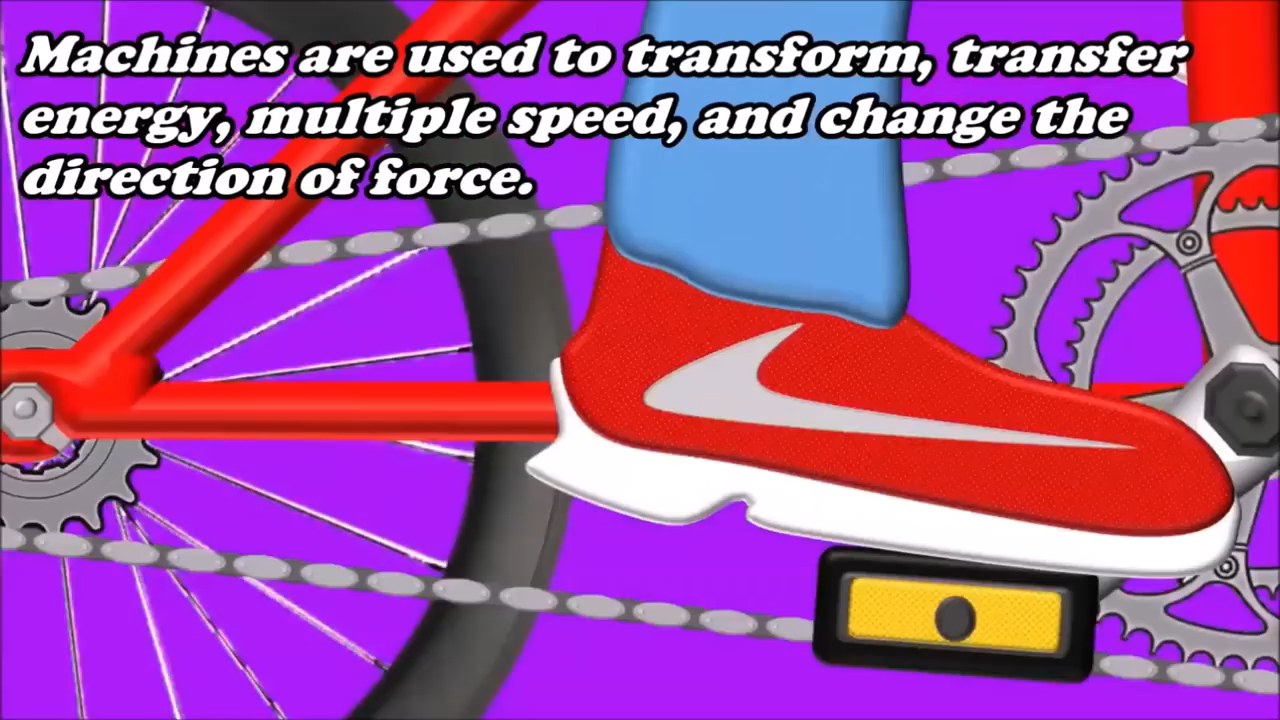 Machines are used to transform, transfer
energy, multiple speed, and change the
direction of force.